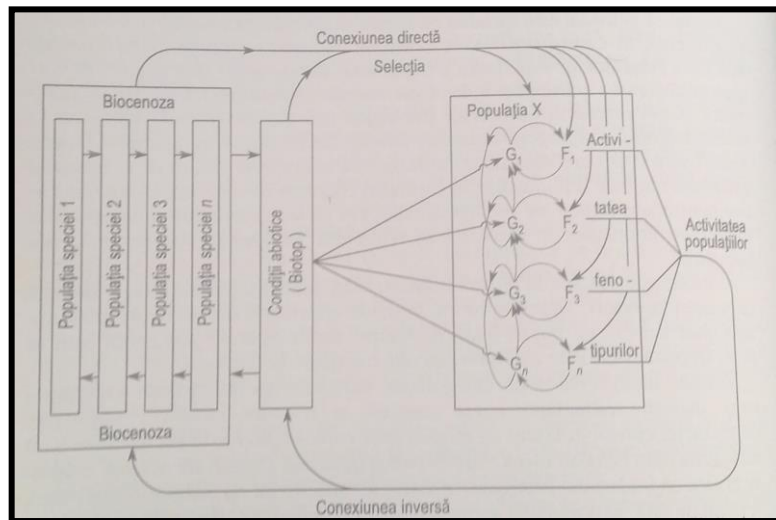 Conexiunea directă
Selecția
Biocenoza
Populația speciei 1
Populația speciei 2
Populația speciei 3
Populația speciei n
Condiții abiotice
( Biotop )
Populația X
G1
F1
Activi -
G2
F2
tatea
G3
F3
feno -
Gn
Fn
tipurilor
Activitatea
populațiilor
Biocenoza
Conexiunea inversă